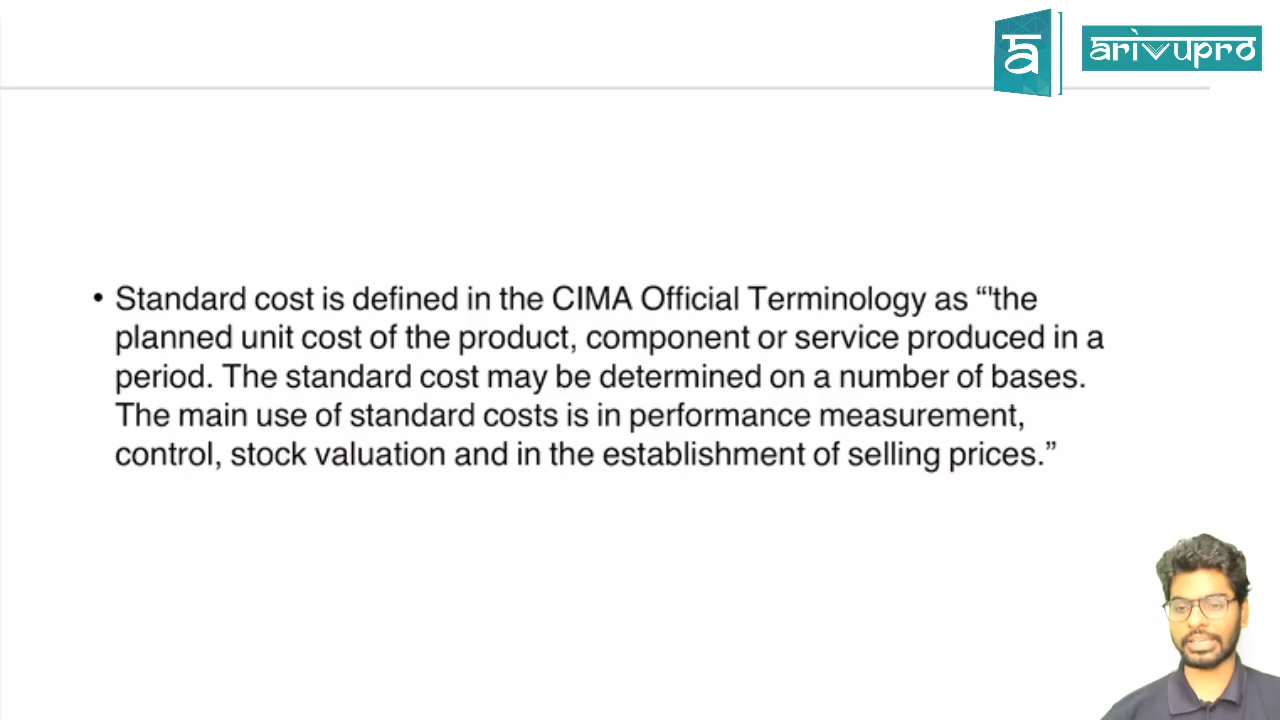 arivupro
• Standard cost is defined in the CIMA Official Terminology as “'the
planned unit cost of the product, component or service produced in a
period. The standard cost may be determined on a number of bases.
The main use of standard costs is in performance measurement,
control, stock valuation and in the establishment of selling prices.”